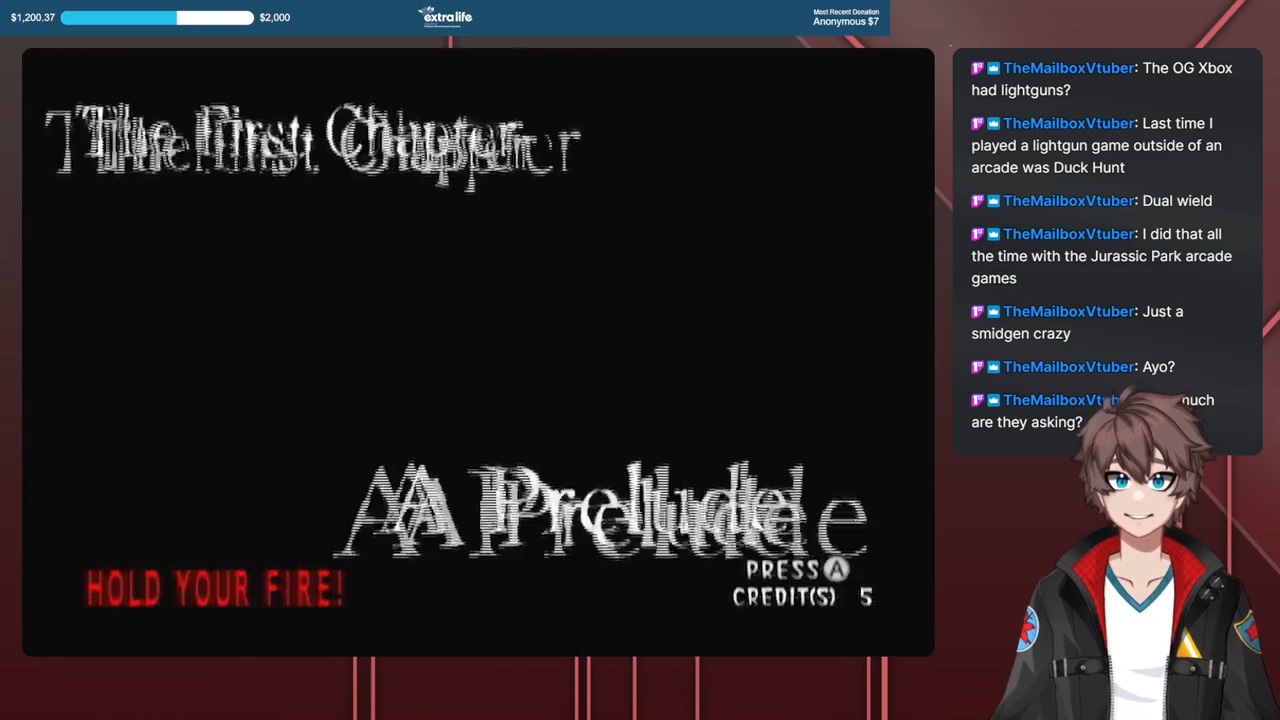 $1,200.37
$2,000
extra life
Most Recent Donation
Anonymous $7
The First Chapter
A Prelude
HOLD YOUR FIRE!
PRESS A
CREDIT(S) 5
TheMailboxVtuber: The OG Xbox
had lightguns?
TheMailboxVtuber: Last time I
played a lightgun game outside of an
arcade was Duck Hunt
TheMailboxVtuber: Dual wield
TheMailboxVtuber: I did that all
the time with the Jurassic Park arcade
games
TheMailboxVtuber: Just a
smidgen crazy
TheMailboxVtuber: Ayo?
TheMailboxVt much
are they asking?